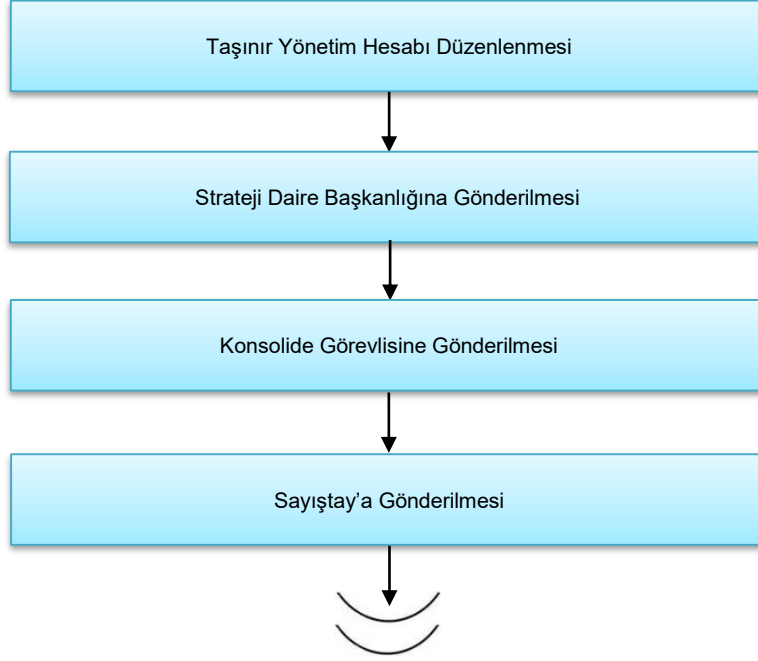 Taşınır Yönetim Hesabı Düzenlenmesi
Strateji Daire Başkanlığına Gönderilmesi
Konsolide Görevlisine Gönderilmesi
Sayıştay’a Gönderilmesi